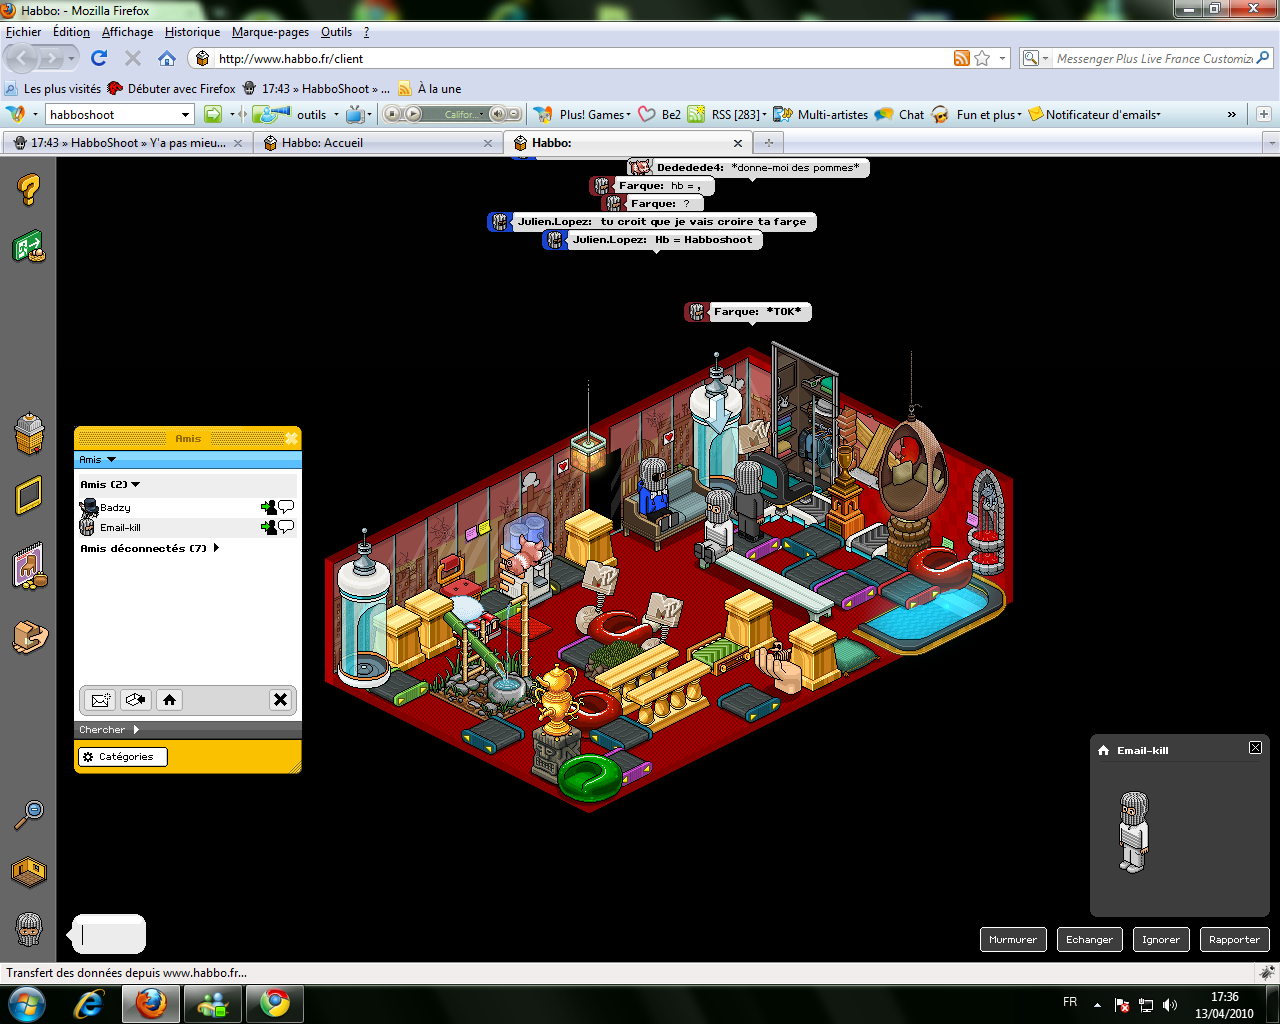 Habbo: - Mozilla Firefox
Fichier Édition Affichage Historique Marque-pages Outils ?
http://www.habbo.fr/client
Messenger Plus Live France Customiz
Les plus visités Débuter avec Firefox 17:43 » HabboShoot » ... À la une
habboshoot outils Califor... Plus! Games Be2 RSS [283] Multi-artistes Chat Fun et plus Notificateur d'emails »
17:43 » HabboShoot » Y'a pas mieu... Habbo: Accueil Habbo:
Dededede4: *donne-moi des pommes*
Farque: hb = ,
Farque: ?
Julien.Lopez: tu croit que je vais croire ta farçe
Julien.Lopez: Hb = Habboshoot
Farque: *TOK*
Amis
Amis
Amis (2)
Badzy
Email-kill
Amis déconnectés (7)
Chercher
Catégories
MTV
MTV
Email-kill
Murmurer Echanger Ignorer Rapporter
Transfert des données depuis www.habbo.fr...
FR 17:36
13/04/2010